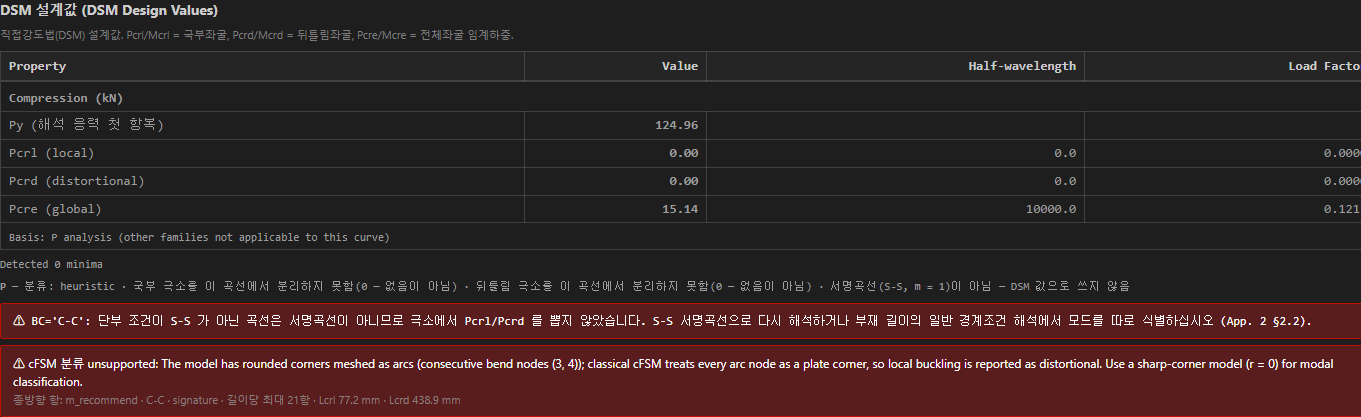 DSM 설계값 (DSM Design Values)
직접강도법(DSM) 설계값. Pcrl/Mcrl = 국부좌굴, Pcrd/Mcrd = 뒤틀림좌굴, Pcre/Mcre = 전체좌굴 임계하중.
Property Value Half-wavelength Load Facto
Compression (kN)
Py (해석 응력 첫 항복) 124.96
Pcrl (local) 0.00 0.0 0.000
Pcrd (distortional) 0.00 0.0 0.000
Pcre (global) 15.14 10000.0 0.121
Basis: P analysis (other families not applicable to this curve)
Detected 0 minima
P — 분류: heuristic · 국부 극소를 이 곡선에서 분리하지 못함(0 — 없음이 아님) · 뒤틀림 극소를 이 곡선에서 분리하지 못함(0 — 없음이 아님) · 서명곡선(S-S, m = 1)이 아님 — DSM 값으로 쓰지 않음
⚠ BC='C-C': 단부 조건이 S-S 가 아닌 곡선은 서명곡선이 아니므로 극소에서 Pcrl/Pcrd 를 뽑지 않았습니다. S-S 서명곡선으로 다시 해석하거나 부재 길이의 일반 경계조건 해석에서 모드를 따로 식별하십시오 (App. 2 §2.2).
⚠ cFSM 분류 unsupported: The model has rounded corners meshed as arcs (consecutive bend nodes (3, 4)); classical cFSM treats every arc node as a plate corner, so local buckling is reported as distortional. Use a sharp-corner model (r = 0) for modal
classification.
종방향 항: m_recommend · C-C · signature · 길이당 최대 21항 · Lcrl 77.2 mm · Lcrd 438.9 mm